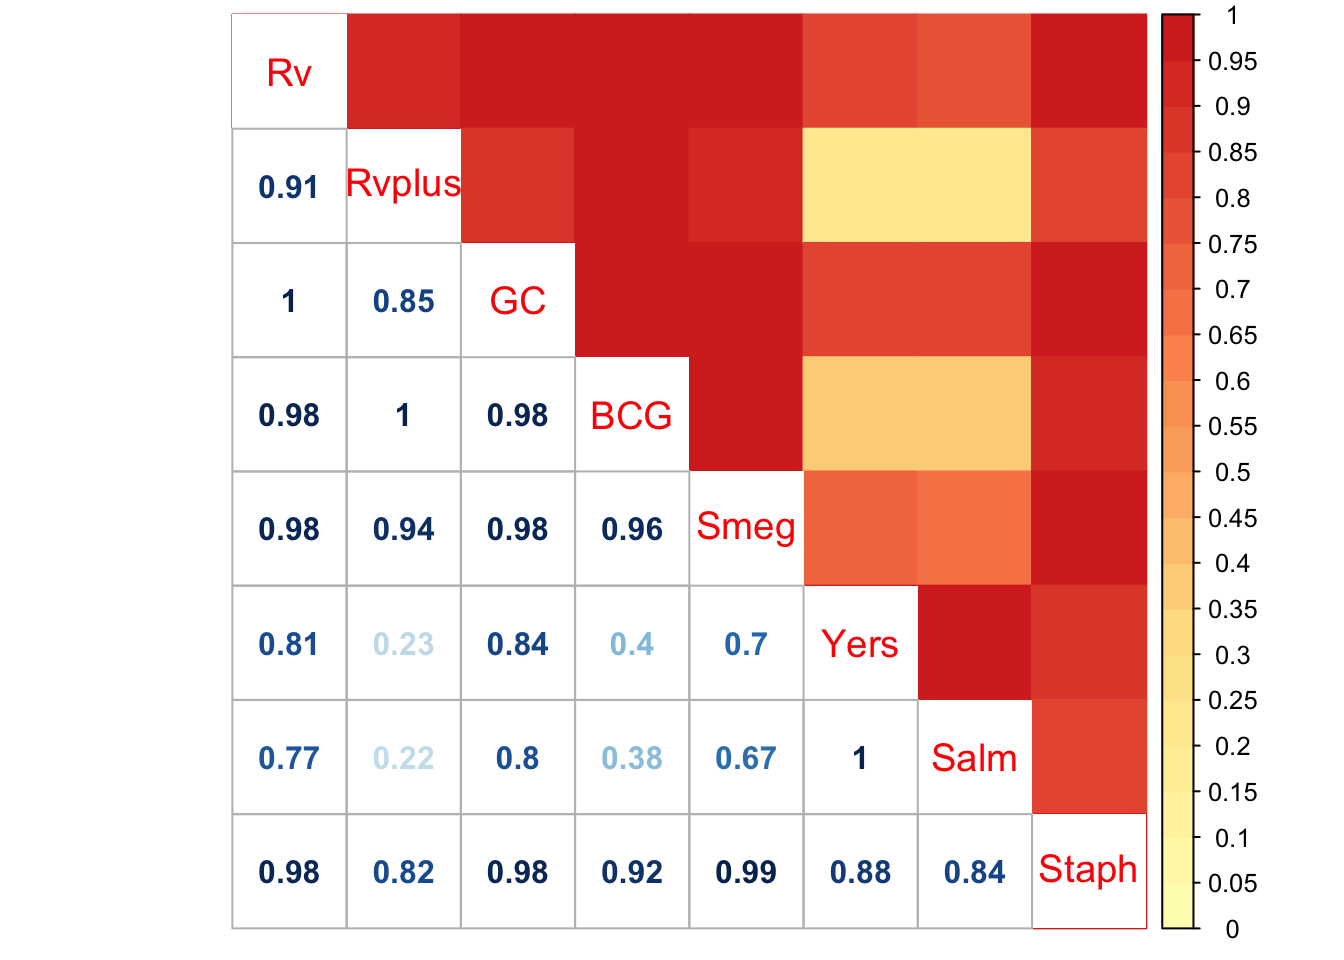 Rv
0.91 Rvplus
1 0.85 GC
0.98 1 0.98 BCG
0.98 0.94 0.98 0.96 Smeg
0.81 0.23 0.84 0.4 0.7 Yers
0.77 0.22 0.8 0.38 0.67 1 Salm
0.98 0.82 0.98 0.92 0.99 0.88 0.84 Staph
1
0.95
0.9
0.85
0.8
0.75
0.7
0.65
0.6
0.55
0.5
0.45
0.4
0.35
0.3
0.25
0.2
0.15
0.1
0.05
0